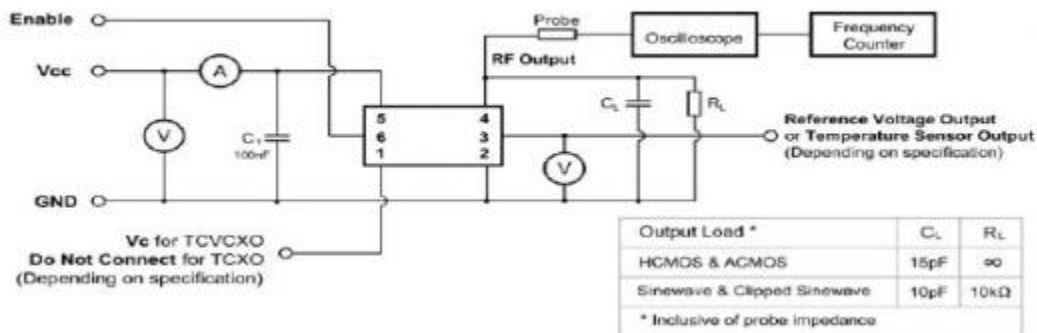 Enable
Vcc
A
V
C1
100nF
GND
Vc for TCVCXO
Do Not Connect for TCXO
(Depending on specification)
5
6
1
4
3
2
RF Output
Probe
Oscilloscope
Frequency
Counter
CL
RL
V
Reference Voltage Output
or Temperature Sensor Output
(Depending on specification)
Output Load * CL RL
HCMOS & ACMOS 15pF ∞
Sinewave & Clipped Sinewave 10pF 10kΩ
* Inclusive of probe impedance